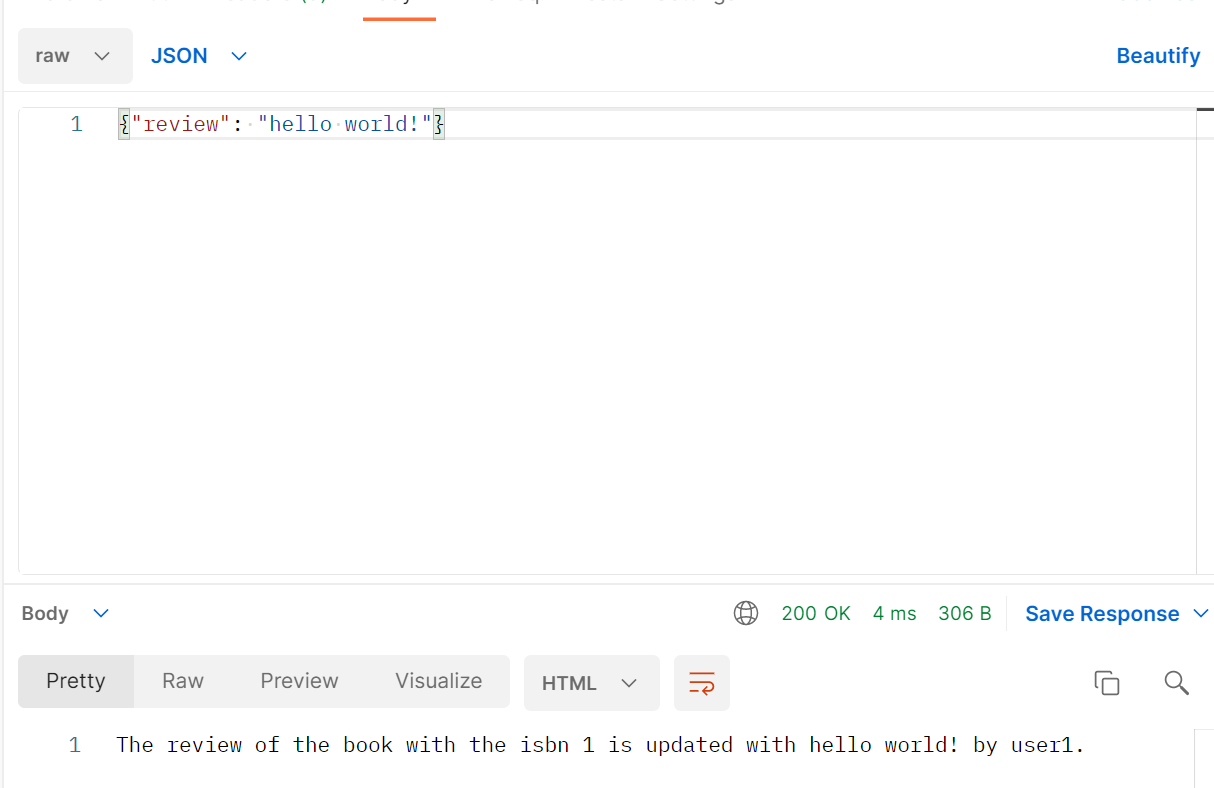 raw JSON Beautify
1 {"review": "hello world!"}
Body 200 OK 4 ms 306 B Save Response
Pretty Raw Preview Visualize HTML
1 The review of the book with the isbn 1 is updated with hello world! by user1.